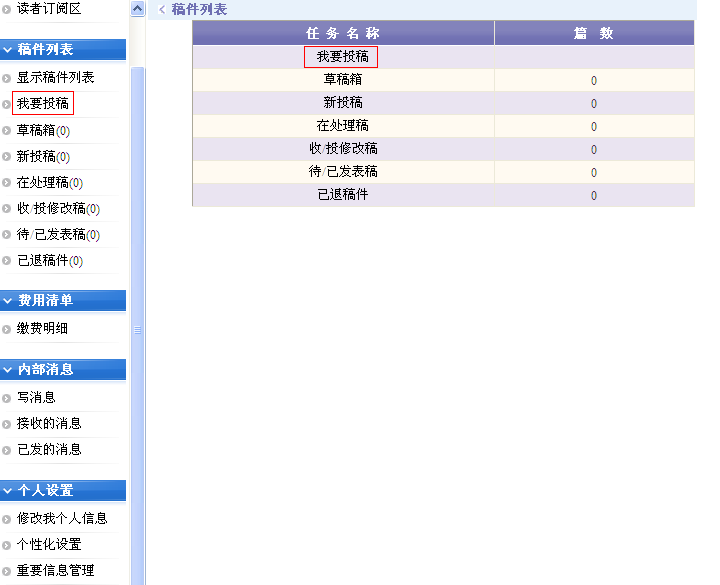 读者订阅区
稿件列表
显示稿件列表
我要投稿
草稿箱(0)
新投稿(0)
在处理稿(0)
收/投修改稿(0)
待/已发表稿(0)
已退稿件(0)
费用清单
缴费明细
内部消息
写消息
接收的消息
已发的消息
个人设置
修改我个人信息
个性化设置
重要信息管理
稿件列表
任务名称 篇 数
我要投稿
草稿箱 0
新投稿 0
在处理稿 0
收/投修改稿 0
待/已发表稿 0
已退稿件 0